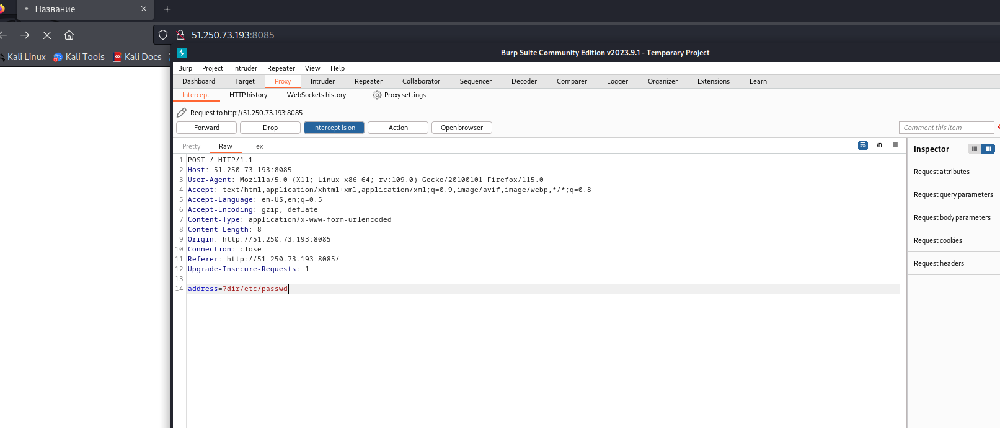 Название
51.250.73.193:8085
Kali Linux Kali Tools Kali Docs
Burp Suite Community Edition v2023.9.1 - Temporary Project
Burp Project Intruder Repeater View Help
Dashboard Target Proxy Intruder Repeater Collaborator Sequencer Decoder Comparer Logger Organizer Extensions Learn
Intercept HTTP history WebSockets history Proxy settings
Request to http://51.250.73.193:8085
Forward Drop Intercept is on Action Open browser Comment this item
Pretty Raw Hex \n
Inspector
1 POST / HTTP/1.1
2 Host: 51.250.73.193:8085
3 User-Agent: Mozilla/5.0 (X11; Linux x86_64; rv:109.0) Gecko/20100101 Firefox/115.0
4 Accept: text/html,application/xhtml+xml,application/xml;q=0.9,image/avif,image/webp,*/*;q=0.8
5 Accept-Language: en-US,en;q=0.5
6 Accept-Encoding: gzip, deflate
7 Content-Type: application/x-www-form-urlencoded
8 Content-Length: 8
9 Origin: http://51.250.73.193:8085
10 Connection: close
11 Referer: http://51.250.73.193:8085/
12 Upgrade-Insecure-Requests: 1
13
14 address=?dir/etc/passwd
Request attributes
Request query parameters
Request body parameters
Request cookies
Request headers